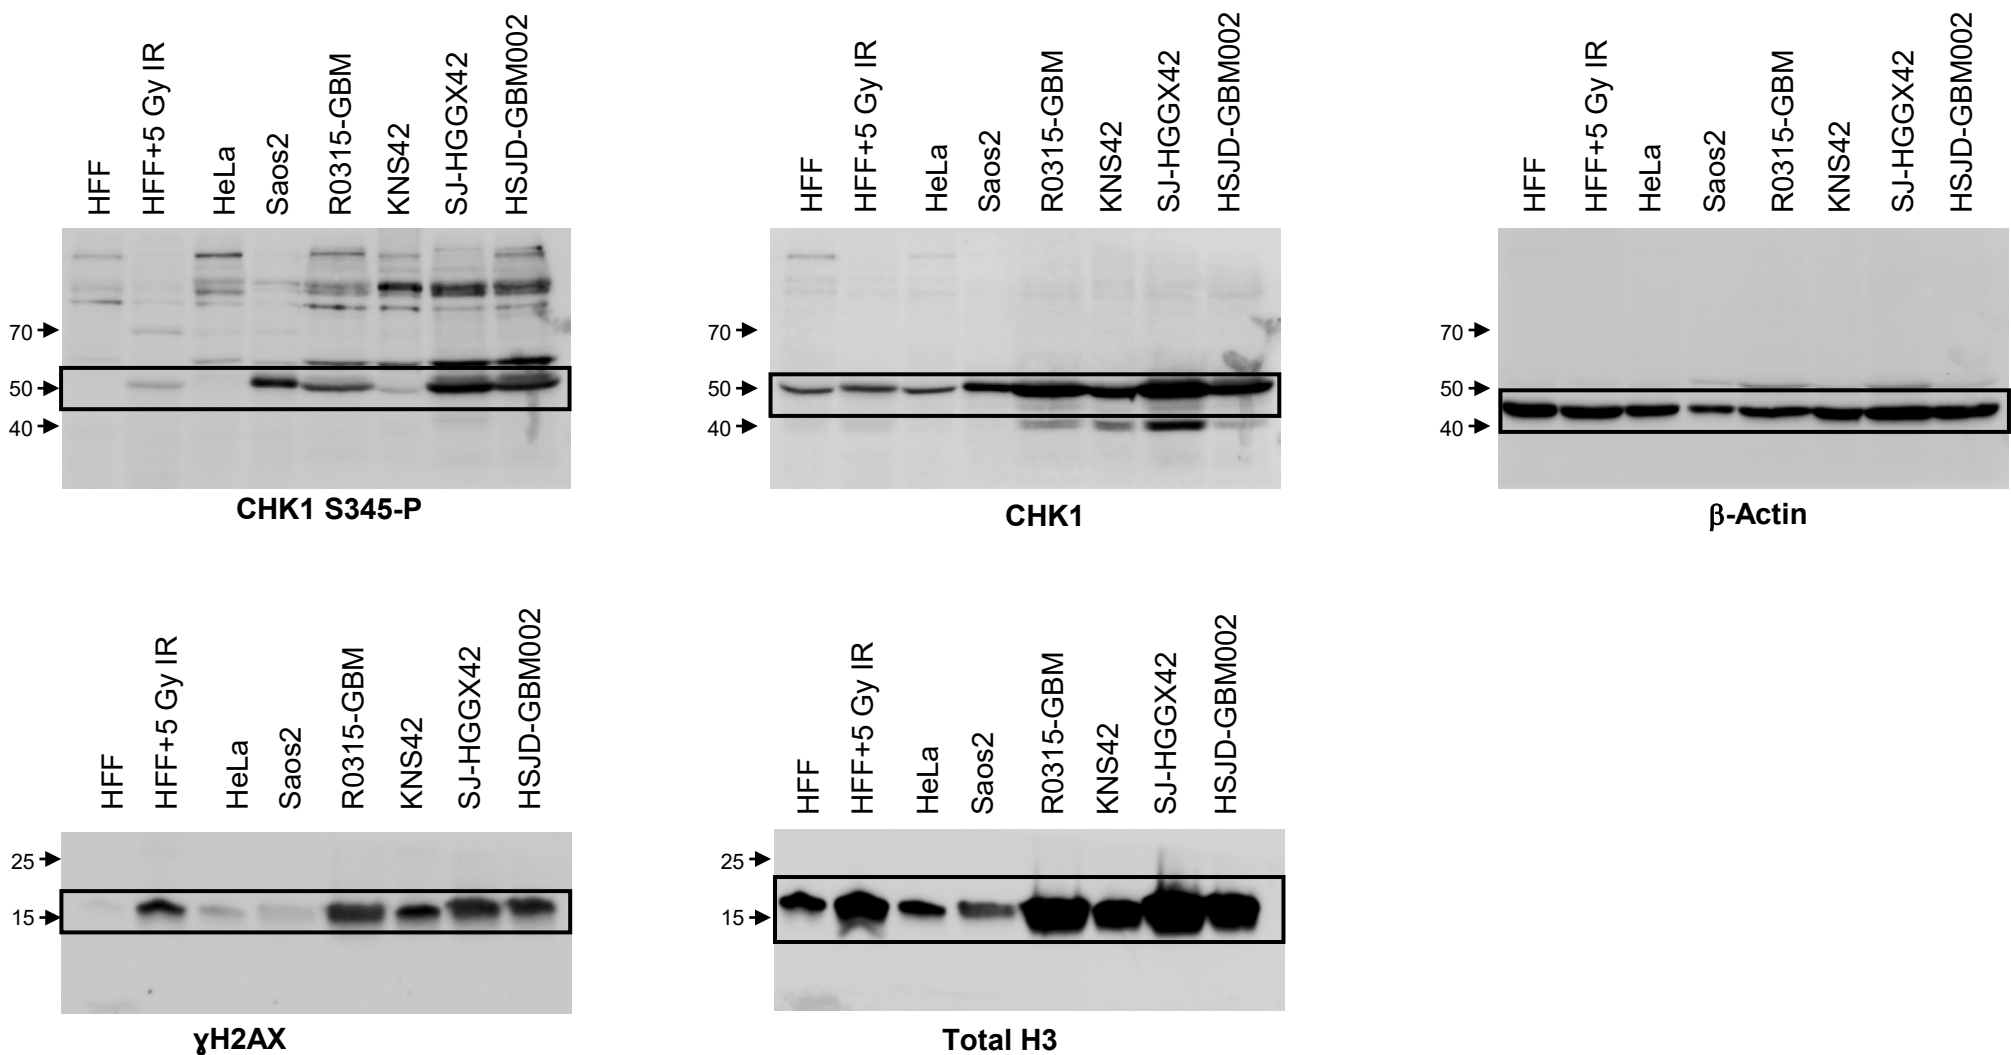 HFF
HFF+5 Gy IR
HeLa
Saos2
R0315-GBM
KNS42
SJ-HGGX42
HSJD-GBM002
70
50
40
CHK1 S345-P
HFF
HFF+5 Gy IR
HeLa
Saos2
R0315-GBM
KNS42
SJ-HGGX42
HSJD-GBM002
70
50
40
CHK1
HFF
HFF+5 Gy IR
HeLa
Saos2
R0315-GBM
KNS42
SJ-HGGX42
HSJD-GBM002
70
50
40
β-Actin
HFF
HFF+5 Gy IR
HeLa
Saos2
R0315-GBM
KNS42
SJ-HGGX42
HSJD-GBM002
25
15
ɣH2AX
HFF
HFF+5 Gy IR
HeLa
Saos2
R0315-GBM
KNS42
SJ-HGGX42
HSJD-GBM002
25
15
Total H3